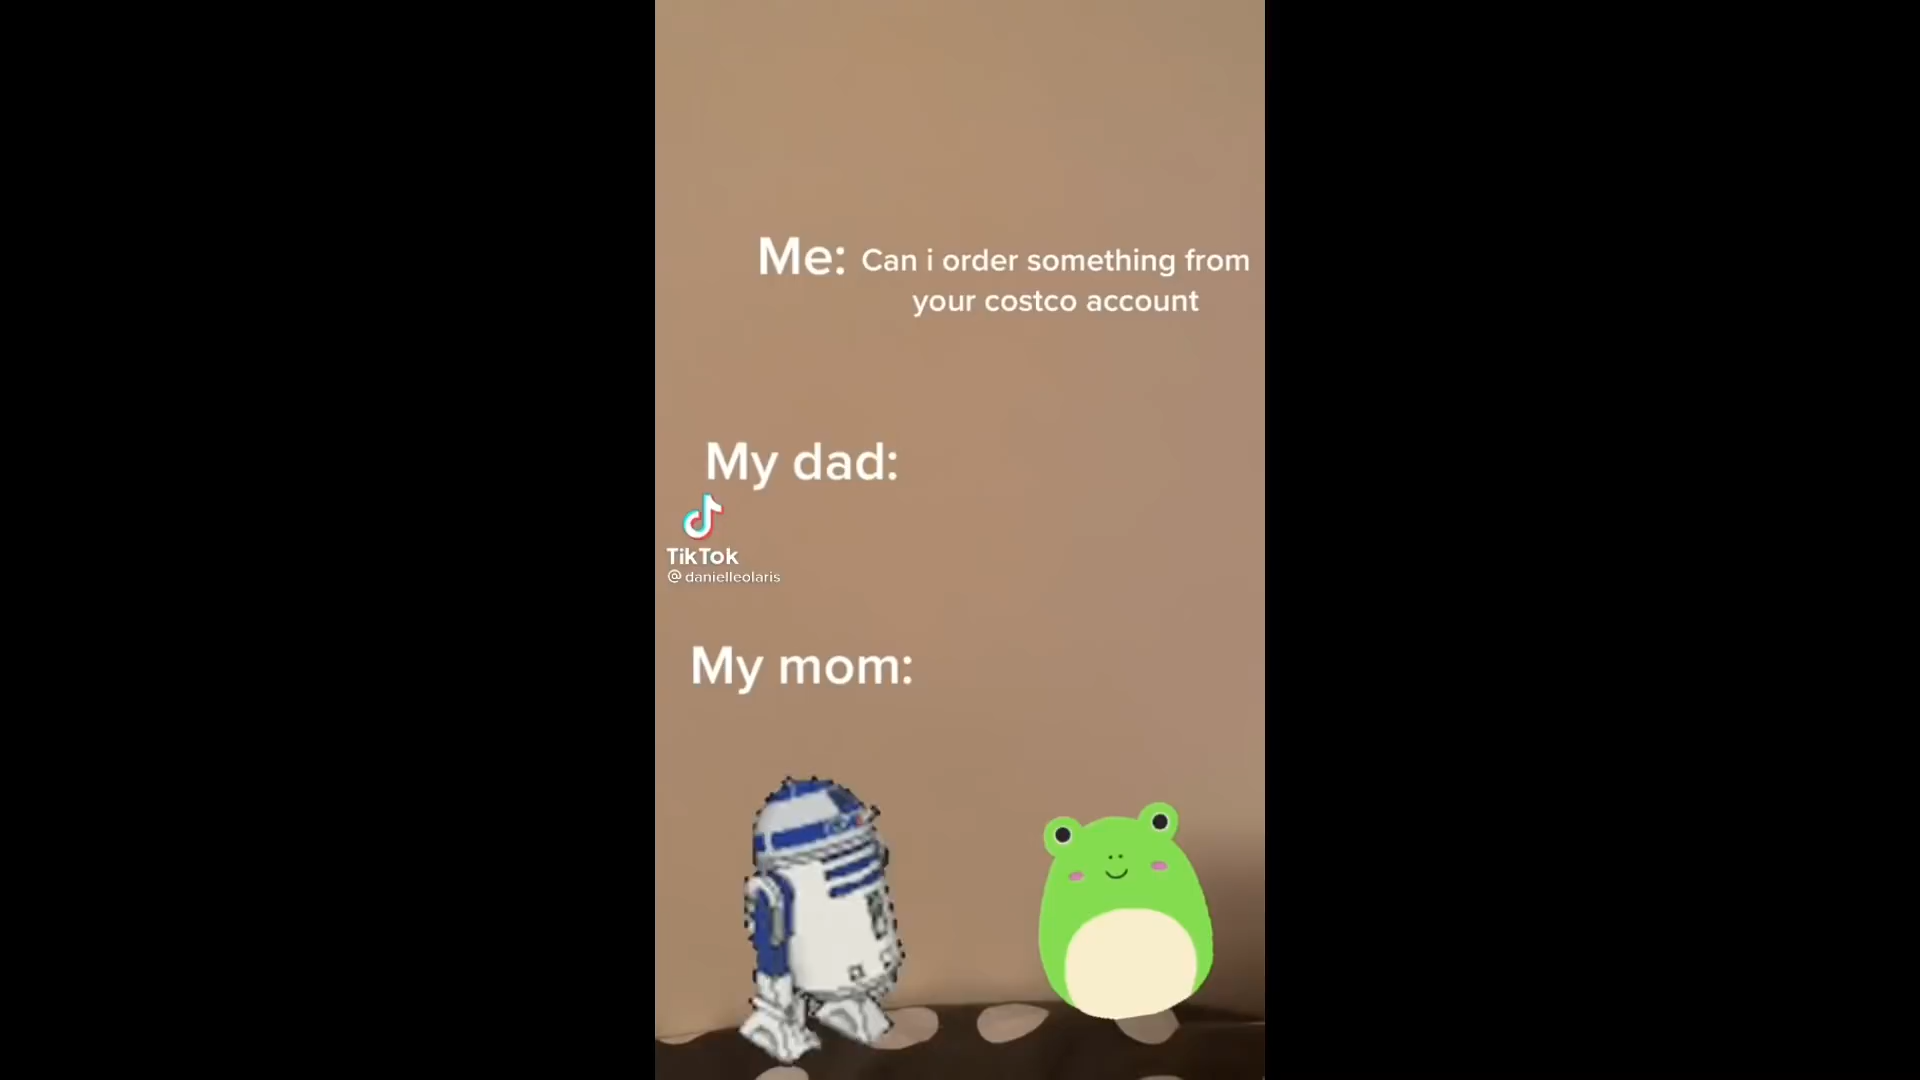 Me: Can i order something from
your costco account
My dad:
TikTok
@danielleolaris
My mom: